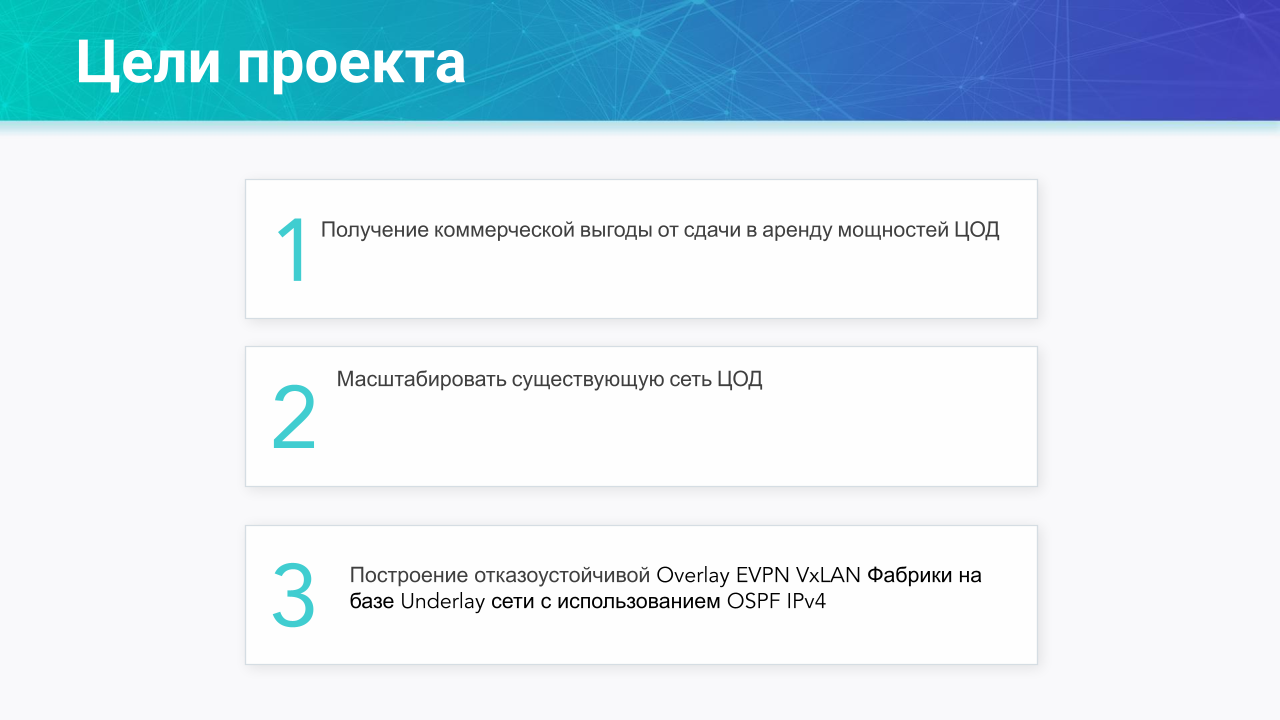 Цели проекта
1
Получение коммерческой выгоды от сдачи в аренду мощностей ЦОД
2
Масштабировать существующую сеть ЦОД
3
Построение отказоустойчивой Overlay EVPN VxLAN Фабрики на
базе Underlay сети с использованием OSPF IPv4